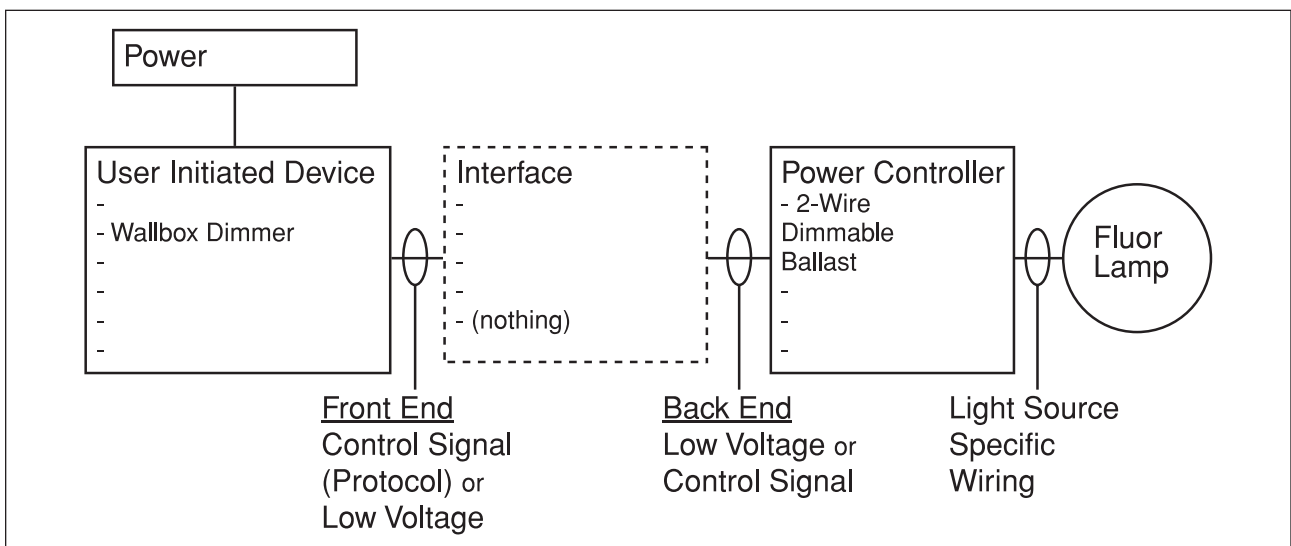 Power
User Initiated Device
-
- Wallbox Dimmer
-
-
-
-
Interface
-
-
-
-
- (nothing)
Power Controller
- 2-Wire
Dimmable
Ballast
-
-
-
Fluor
Lamp
Front End
Control Signal
(Protocol) or
Low Voltage
Back End
Low Voltage or
Control Signal
Light Source
Specific
Wiring